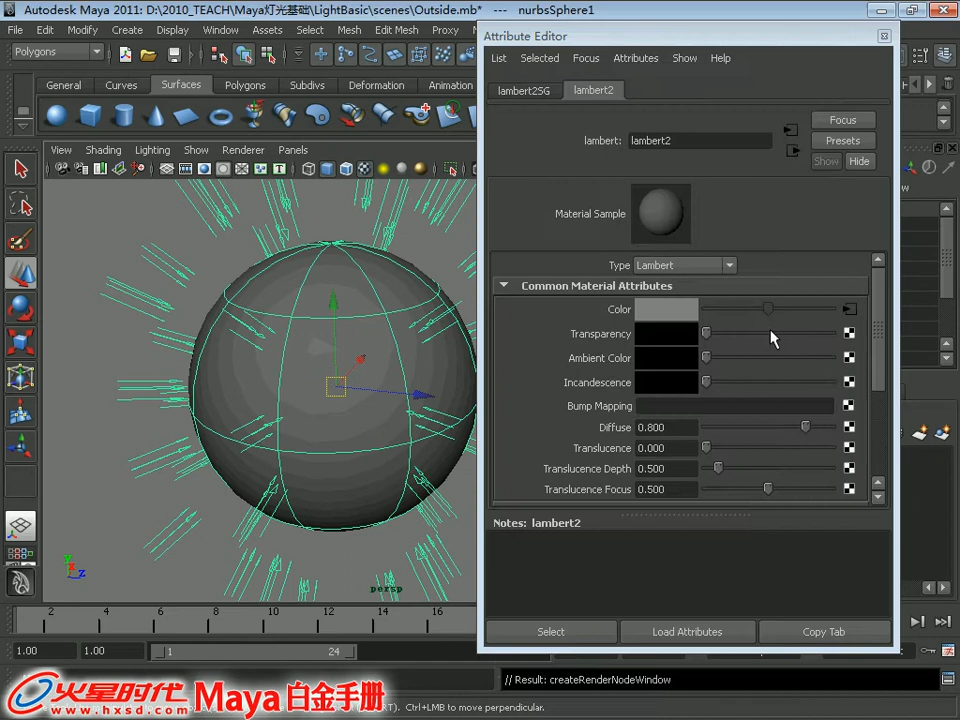 Autodesk Maya 2011: D:\2010_TEACH\Maya灯光基础\LightBasic\scenes\Outside.mb* --- nurbsSphere1
File Edit Modify Create Display Window Assets Select Mesh Edit Mesh Proxy
Attribute Editor
Polygons
List Selected Focus Attributes Show Help
General Curves Surfaces Polygons Subdivs Deformation Animation
lambert2SG lambert2
Focus
lambert: lambert2
Presets
View Shading Lighting Show Renderer Panels
Show Hide
Material Sample
Type Lambert
Common Material Attributes
Color
Transparency
Ambient Color
Incandescence
Bump Mapping
Diffuse 0.800
Translucence 0.000
Translucence Depth 0.500
Translucence Focus 0.500
Notes: lambert2
y
x
z
persp
2 4 6 8 10 12 14 16
Select Load Attributes Copy Tab
1.00 1.00 1 24
// Result: createRenderNodeWindow
火星时代
www.hxsd.com
Maya白金手册
RT). Ctrl+LMB to move perpendicular.